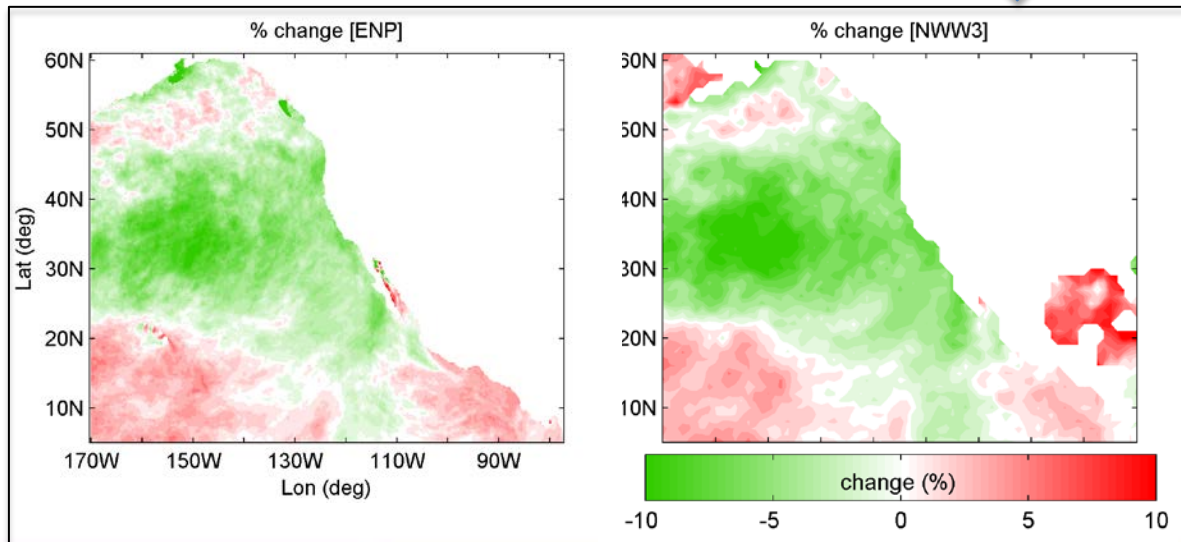 % change [ENP]
60N
50N
40N
30N
20N
10N
Lat (deg)
170W 150W 130W 110W 90W
Lon (deg)
% change [NWW3]
60N
50N
40N
30N
20N
10N
change (%)
-10 -5 0 5 10